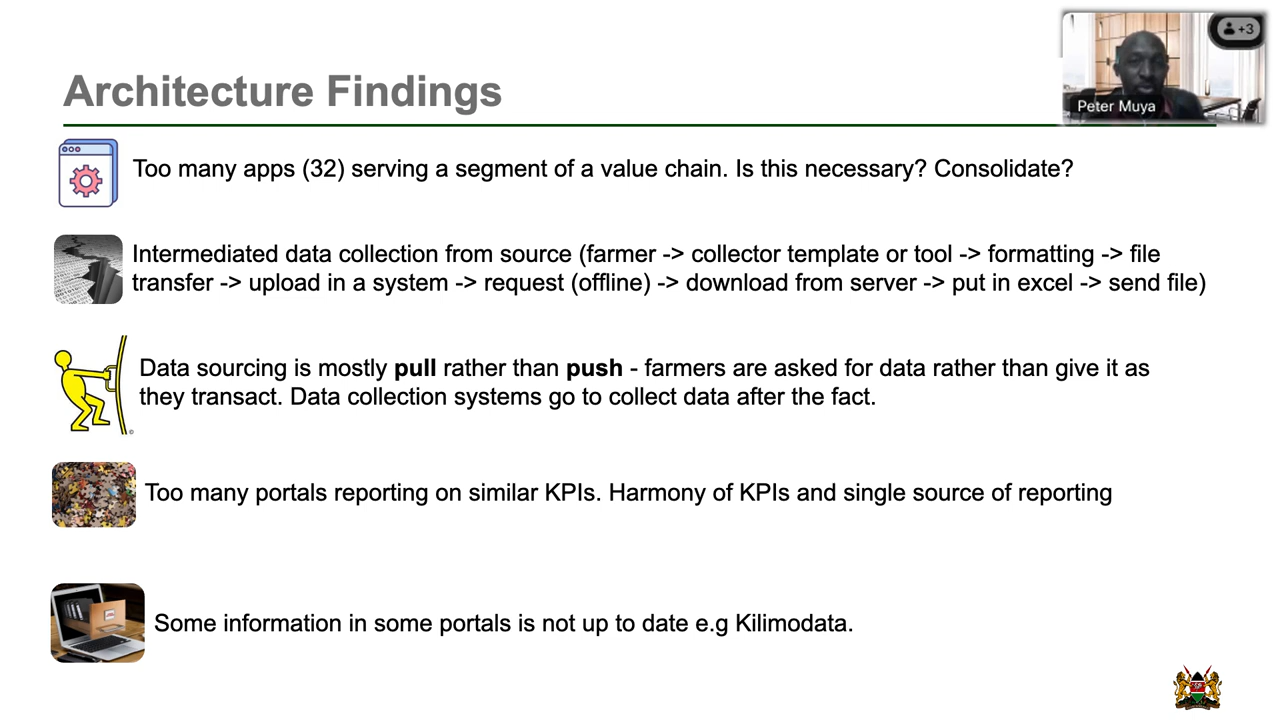 +3
Peter Muya
Architecture Findings
Too many apps (32) serving a segment of a value chain. Is this necessary? Consolidate?
Intermediated data collection from source (farmer -> collector template or tool -> formatting -> file
transfer -> upload in a system -> request (offline) -> download from server -> put in excel -> send file)
Data sourcing is mostly pull rather than push - farmers are asked for data rather than give it as
they transact. Data collection systems go to collect data after the fact.
Too many portals reporting on similar KPIs. Harmony of KPIs and single source of reporting
Some information in some portals is not up to date e.g Kilimodata.